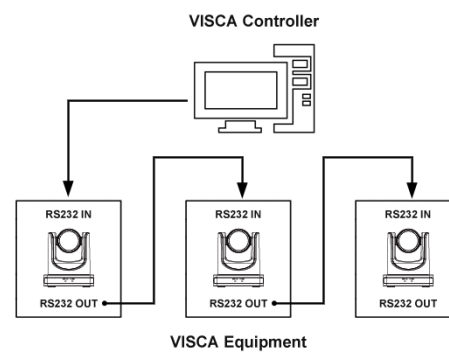 VISCA Controller
RS232 IN
RS232 IN
RS232 IN
RS232 OUT
RS232 OUT
RS232 OUT
VISCA Equipment